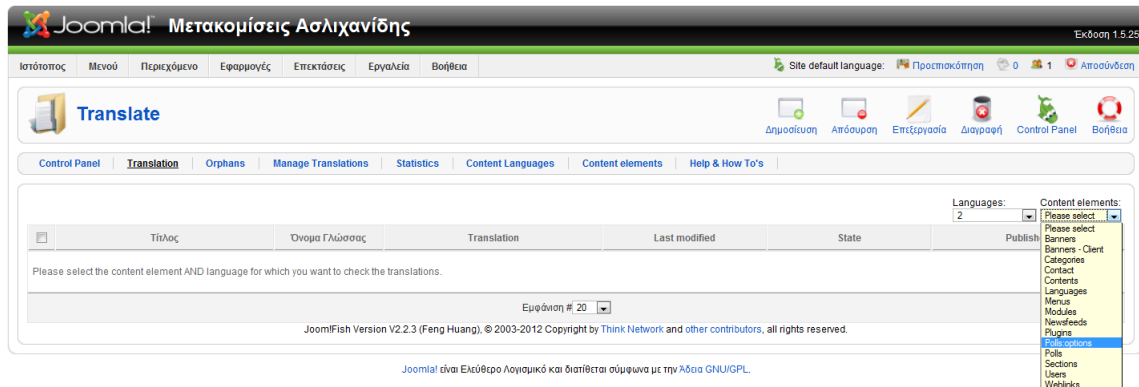 Joomla! Μετακομίσεις Ασλιχανίδης
Έκδοση 1.5.25
Ιστότοπος Μενού Περιεχόμενο Εφαρμογές Επεκτάσεις Εργαλεία Βοήθεια Site default language: Προεπισκόπηση 0 1 Αποσύνδεση
Translate
Δημοσίευση Απόσυρση Επεξεργασία Διαγραφή Control Panel Βοήθεια
Control Panel Translation Orphans Manage Translations Statistics Content Languages Content elements Help & How To's
Languages: Content elements:
2 Please select
Τίτλος Όνομα Γλώσσας Translation Last modified State Publish
Please select the content element AND language for which you want to check the translations.
Please select
Banners
Banners - Client
Categories
Contact
Contents
Languages
Menus
Modules
Newsfeeds
Plugins
Polls:options
Polls
Sections
Users
Weblinks
Εμφάνιση # 20
Joom!Fish Version V2.2.3 (Feng Huang), © 2003-2012 Copyright by Think Network and other contributors, all rights reserved.
Joomla! είναι Ελεύθερο Λογισμικό και διατίθεται σύμφωνα με την Άδεια GNU/GPL.